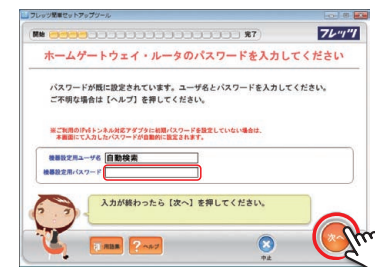 フレッツ簡単セットアップツール
開始
終了
フレッツ
ホームゲートウェイ・ルータのパスワードを入力してください
パスワードが既に設定されています。ユーザ名とパスワードを入力してください。
ご不明な場合は【ヘルプ】を押してください。
※ご利用のIPv6トンネル対応アダプタに初期パスワードを設定していない場合は、
本画面にて入力したパスワードが自動的に設定されます。
機器設定用ユーザ名 自動検索
機器設定用パスワード
入力が終わったら【次へ】を押してください。
用語集
ヘルプ
中止
次へ